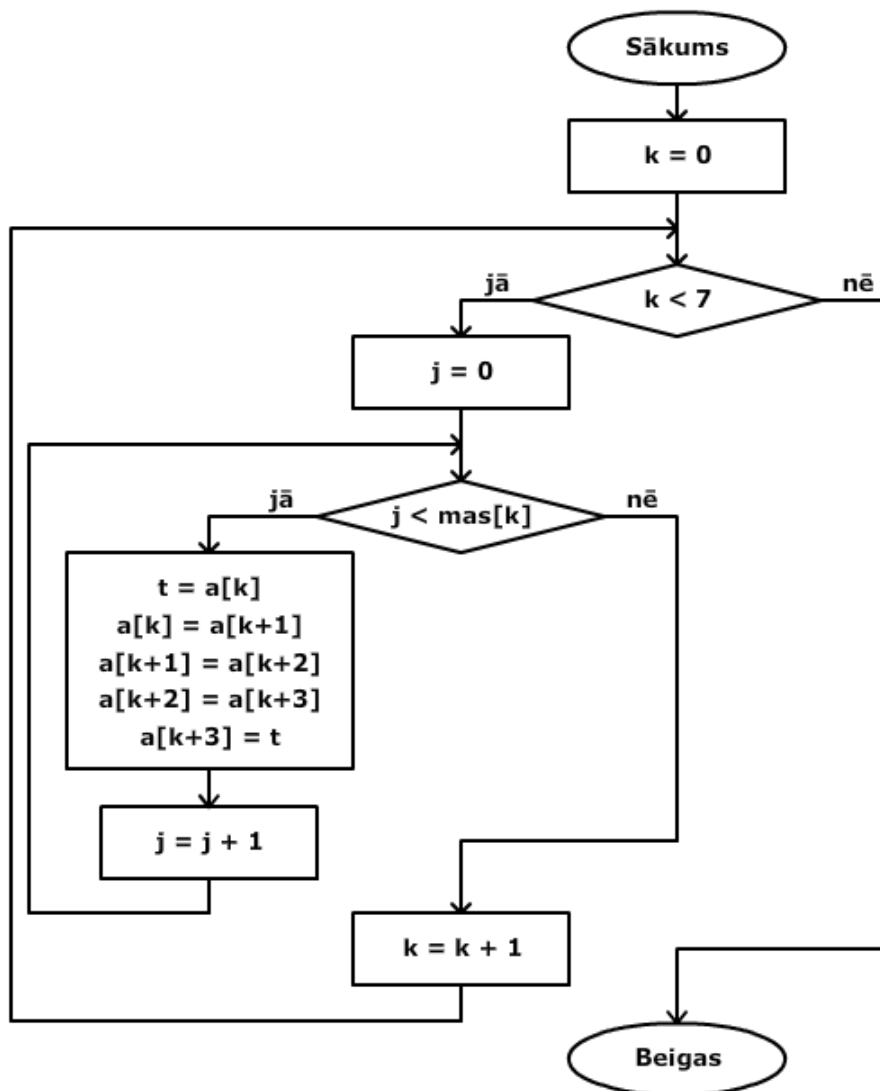 Sākums
k = 0
k < 7
jā
nē
j = 0
j < mas[k]
jā
nē
t = a[k]
a[k] = a[k+1]
a[k+1] = a[k+2]
a[k+2] = a[k+3]
a[k+3] = t
j = j + 1
k = k + 1
Beigas